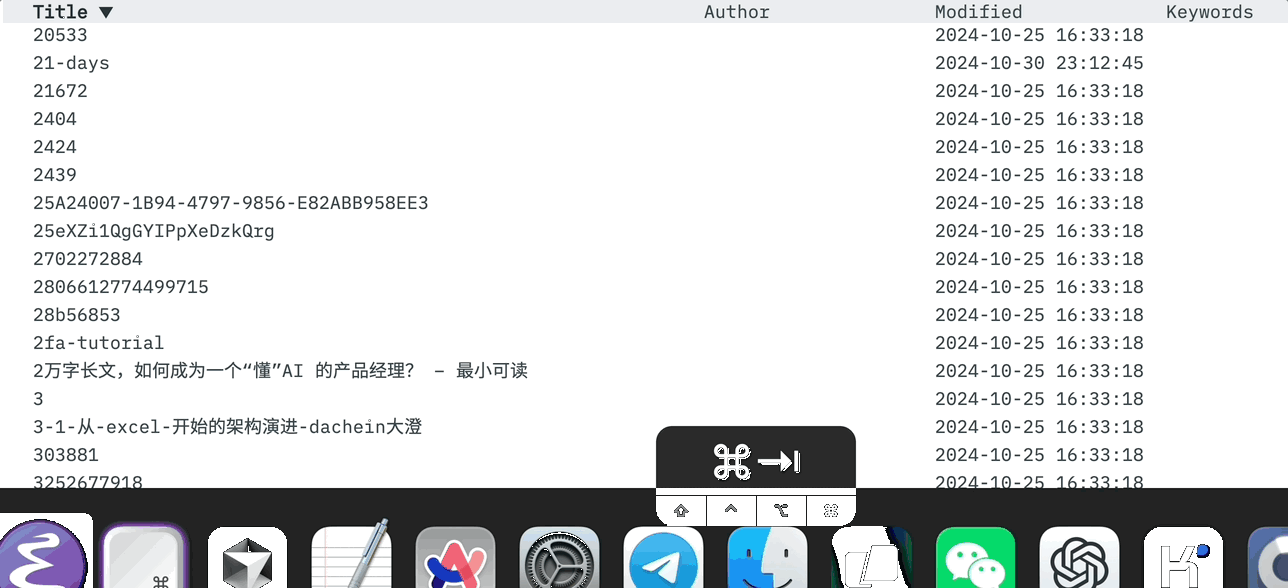 Title ▼ Author Modified Keywords
20533 2024-10-25 16:33:18
21-days 2024-10-30 23:12:45
21672 2024-10-25 16:33:18
2404 2024-10-25 16:33:18
2424 2024-10-25 16:33:18
2439 2024-10-25 16:33:18
25A24007-1B94-4797-9856-E82ABB958EE3 2024-10-25 16:33:18
25eXZi1QgGYIPpXeDzkQrg 2024-10-25 16:33:18
2702272884 2024-10-25 16:33:18
2806612774499715 2024-10-25 16:33:18
28b56853 2024-10-25 16:33:18
2fa-tutorial 2024-10-25 16:33:18
2万字长文，如何成为一个“懂”AI 的产品经理？ – 最小可读 2024-10-25 16:33:18
3 2024-10-25 16:33:18
3-1-从-excel-开始的架构演进-dachein大澄 2024-10-25 16:33:18
303881 2024-10-25 16:33:18
3252677918 2024-10-25 16:33:18
⌘⇥
⇧ ⌃ ⌥ ⌘